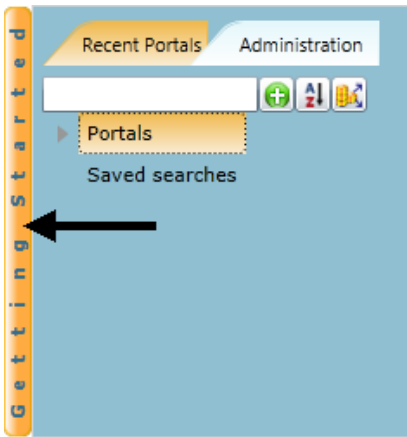 Getting Started
Recent Portals
Administration
Portals
Saved searches